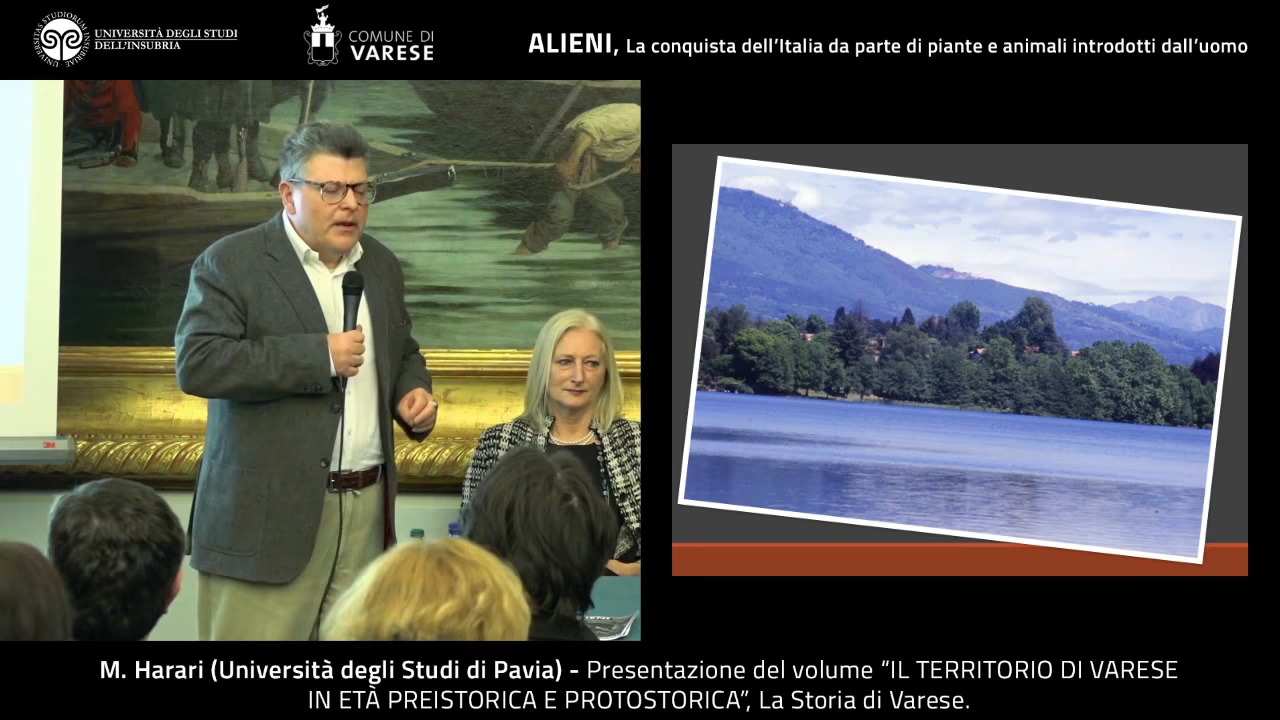 UNIVERSITÀ DEGLI STUDI
DELL'INSUBRIA
COMUNE DI
VARESE
ALIENI, La conquista dell'Italia da parte di piante e animali introdotti dall'uomo
3M
ALIENI
M. Harari (Università degli Studi di Pavia) - Presentazione del volume “IL TERRITORIO DI VARESE
IN ETÀ PREISTORICA E PROTOSTORICA”, La Storia di Varese.